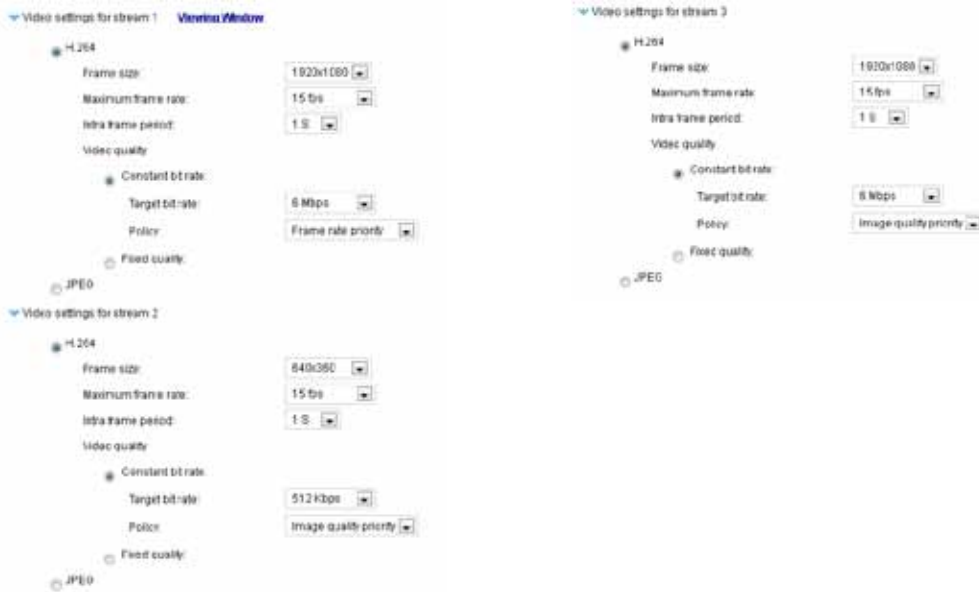 Video settings for stream 1 Viewing Window
H.264
Frame size: 1920x1080
Maximum frame rate: 15 fps
Intra frame period: 1 S
Video quality
Constant bit rate:
Target bit rate: 6 Mbps
Policy: Frame rate priority
Fixed quality:
JPEG
Video settings for stream 2
H.264
Frame size: 640x360
Maximum frame rate: 15 fps
Intra frame period: 1 S
Video quality
Constant bit rate:
Target bit rate: 512 Kbps
Policy: Image quality priority
Fixed quality:
JPEG
Video settings for stream 3
H.264
Frame size: 1920x1080
Maximum frame rate: 15 fps
Intra frame period: 1 S
Video quality
Constant bit rate:
Target bit rate: 6 Mbps
Policy: Image quality priority
Fixed quality:
JPEG